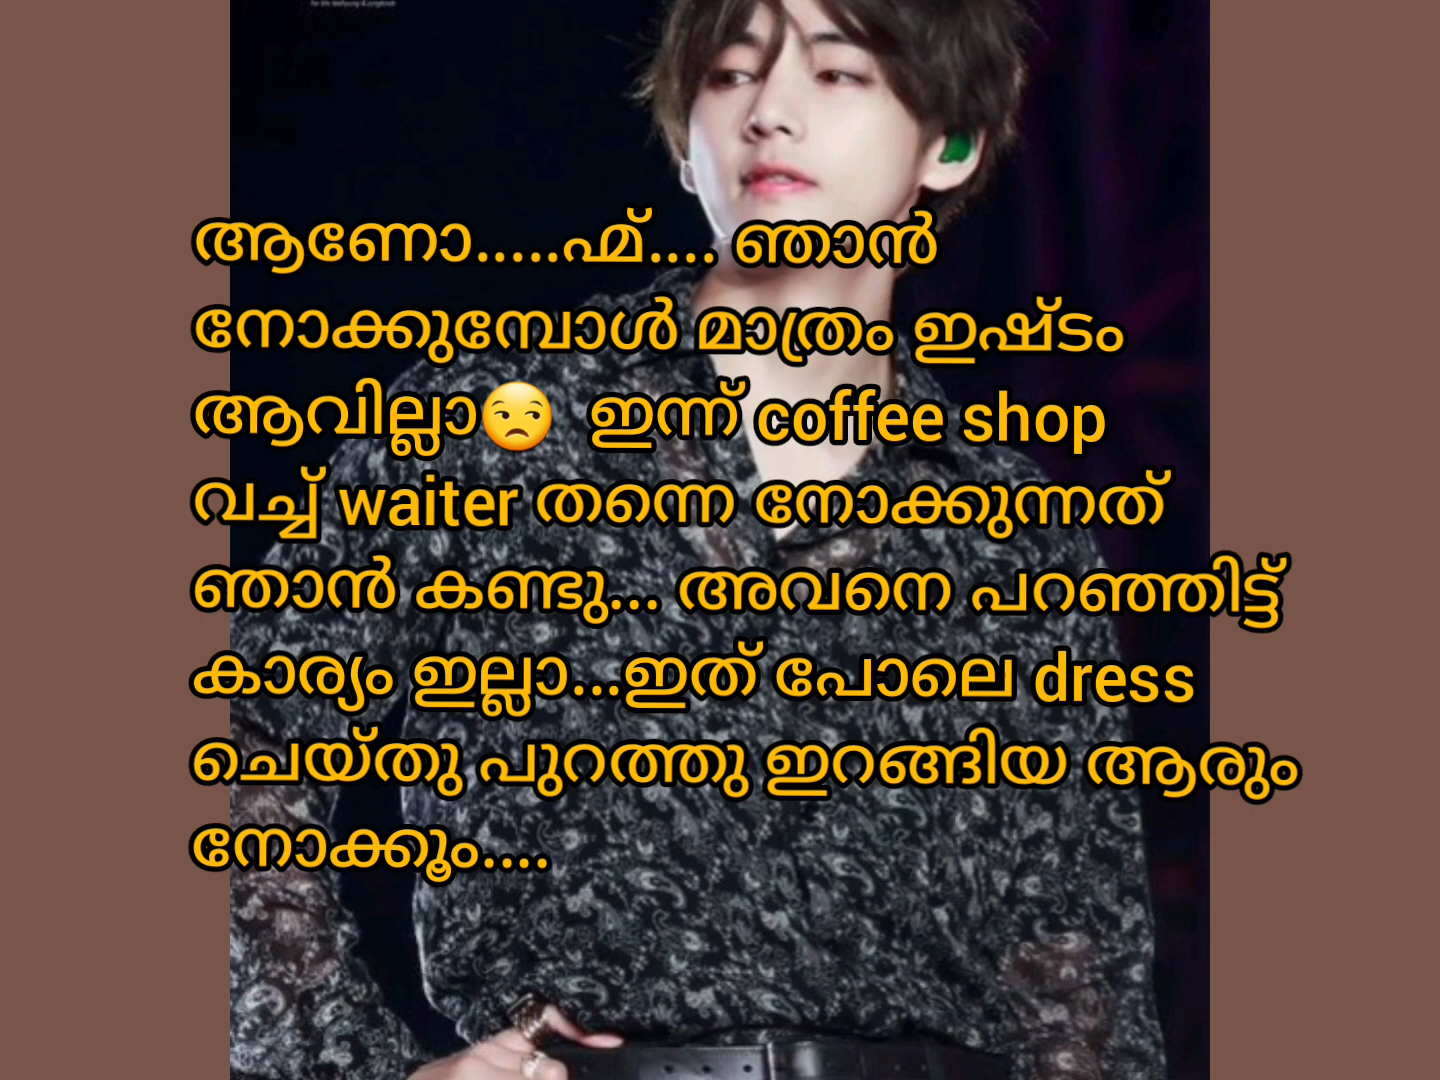 ആണോ.....ഹ്മ്.... ഞാൻ
നോക്കുമ്പോൾ മാത്രം ഇഷ്ടം
ആവില്ലാ😒 ഇന്ന് coffee shop
വച്ച് waiter തന്നെ നോക്കുന്നത്
ഞാൻ കണ്ടു... അവനെ പറഞ്ഞിട്ട്
കാര്യം ഇല്ലാ...ഇത് പോലെ dress
ചെയ്തു പുറത്തു ഇറങ്ങിയ ആരും
നോക്കൂം....